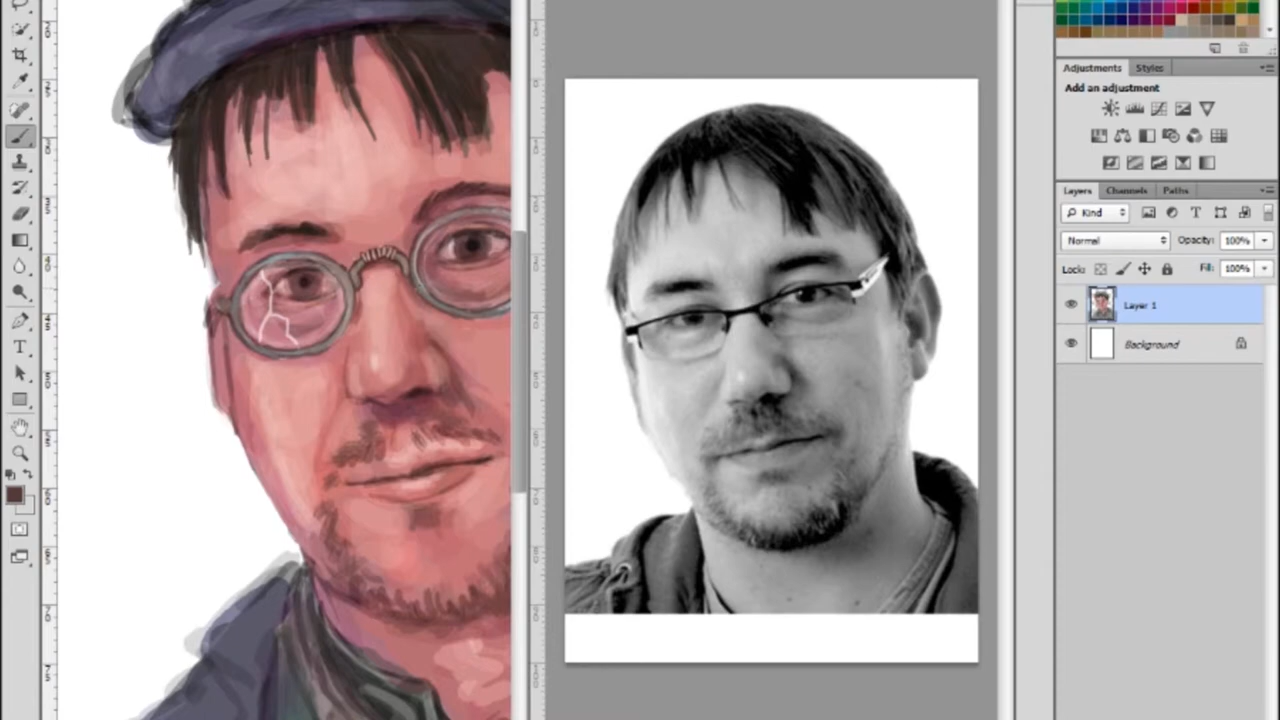 Adjustments Styles
Add an adjustment
Layers Channels Paths
Kind
T
Normal Opacity: 100%
Lock: Fill: 100%
Layer 1
Background
T